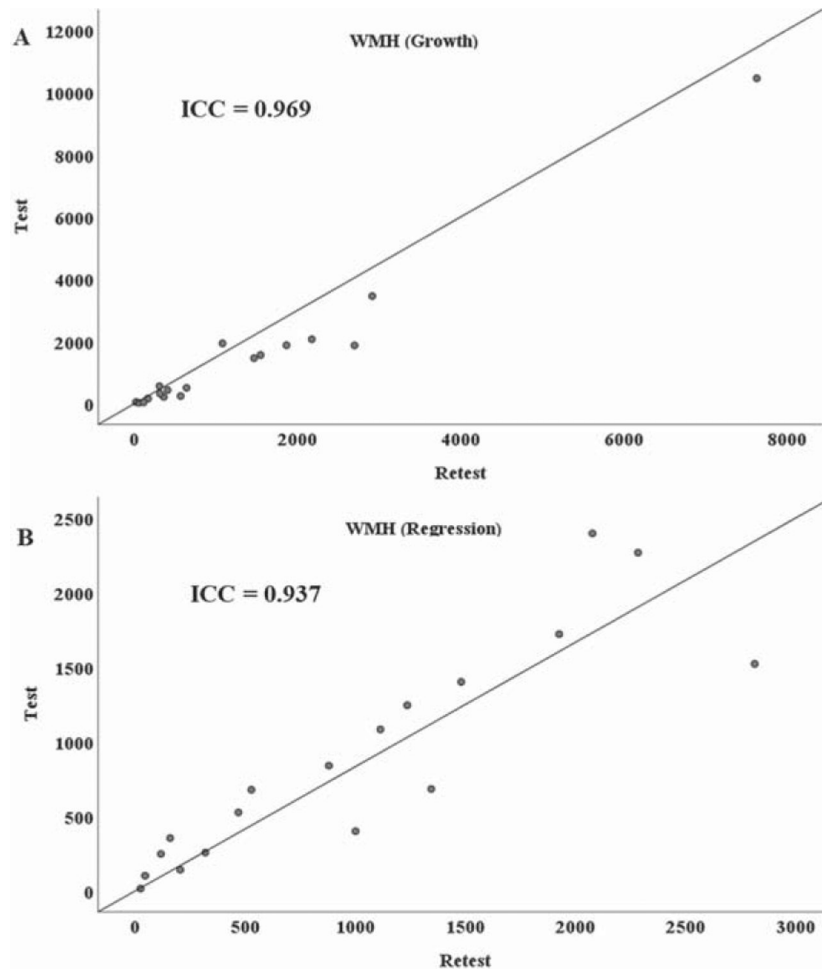 A
WMH (Growth)
ICC = 0.969
12000
10000
8000
6000
4000
2000
0
Test
0 2000 4000 6000 8000
Retest
B
WMH (Regression)
ICC = 0.937
2500
2000
1500
1000
500
0
Test
0 500 1000 1500 2000 2500 3000
Retest